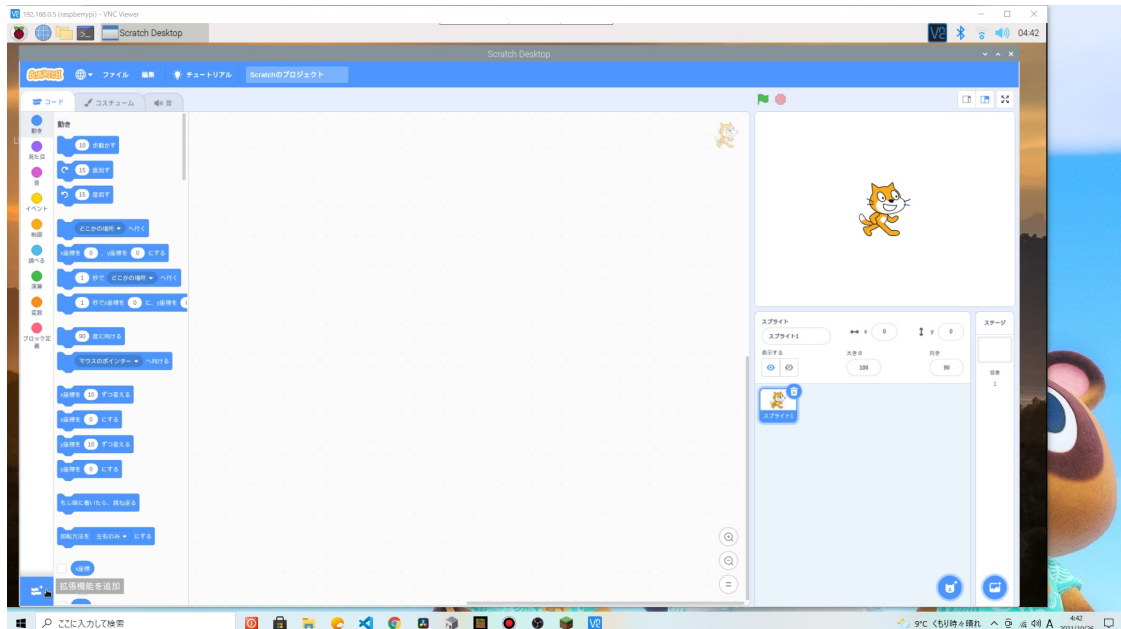 192.168.0.5 (raspberrypi) - VNC Viewer
Scratch Desktop
04:42
Scratch Desktop
SCRATCH
ファイル
編集
チュートリアル
Scratchのプロジェクト
コード
コスチューム
音
動き
見た目
音
イベント
制御
調べる
演算
変数
ブロック定義
動き
10 歩動かす
15 度回す
15 度回す
どこかの場所 へ行く
x座標を 0 、y座標を 0 にする
1 秒で どこかの場所 へ行く
1 秒でx座標を 0 に、y座標を
90 度に向ける
マウスのポインター へ向ける
x座標を 10 ずつ変える
x座標を 0 にする
y座標を 10 ずつ変える
y座標を 0 にする
もし端に着いたら、跳ね返る
回転方法を 左右のみ にする
x座標
拡張機能を追加
スプライト
スプライト1
x 0
y 0
表示する
大きさ
向き
100
90
スプライト1
ステージ
背景
1
ここに入力して検索
9°C くもり時々晴れ
A
4:42
2021/10/26